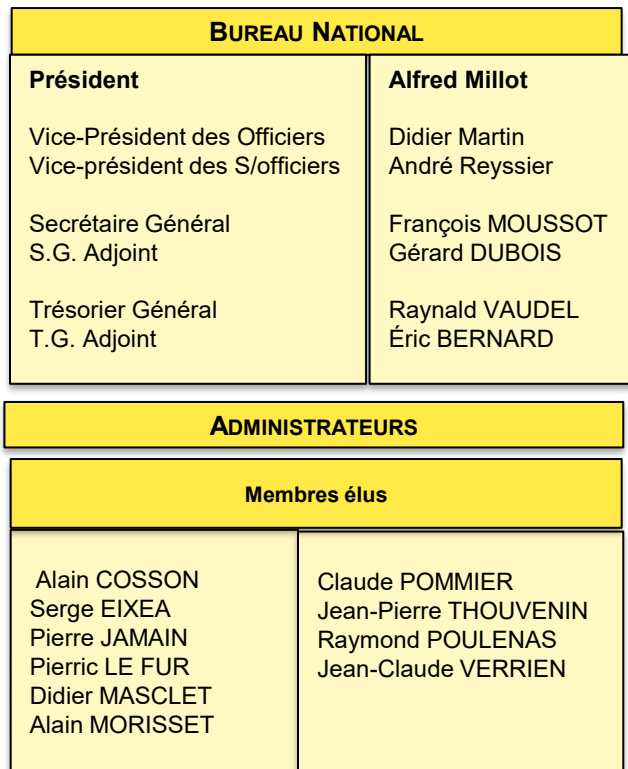 BUREAU NATIONAL
Président Alfred Millot
Vice-Président des Officiers Didier Martin
Vice-président des S/officiers André Reyssier
Secrétaire Général François MOUSSOT
S.G. Adjoint Gérard DUBOIS
Trésorier Général Raynald VAUDEL
T.G. Adjoint Éric BERNARD
ADMINISTRATEURS
Membres élus
Alain COSSON
Serge EIXEA
Pierre JAMAIN
Pierric LE FUR
Didier MASCLET
Alain MORISSET
Claude POMMIER
Jean-Pierre THOUVENIN
Raymond POULENAS
Jean-Claude VERRIEN